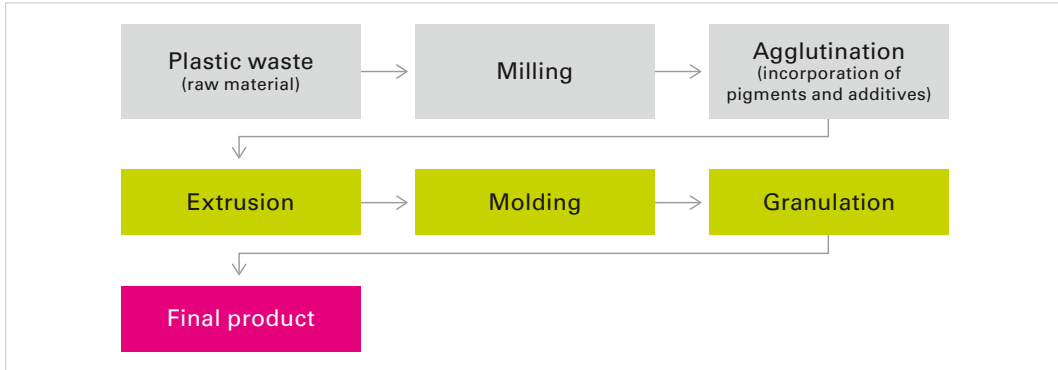 Plastic waste
(raw material)
Milling
Agglutination
(incorporation of
pigments and additives)
Extrusion
Molding
Granulation
Final product